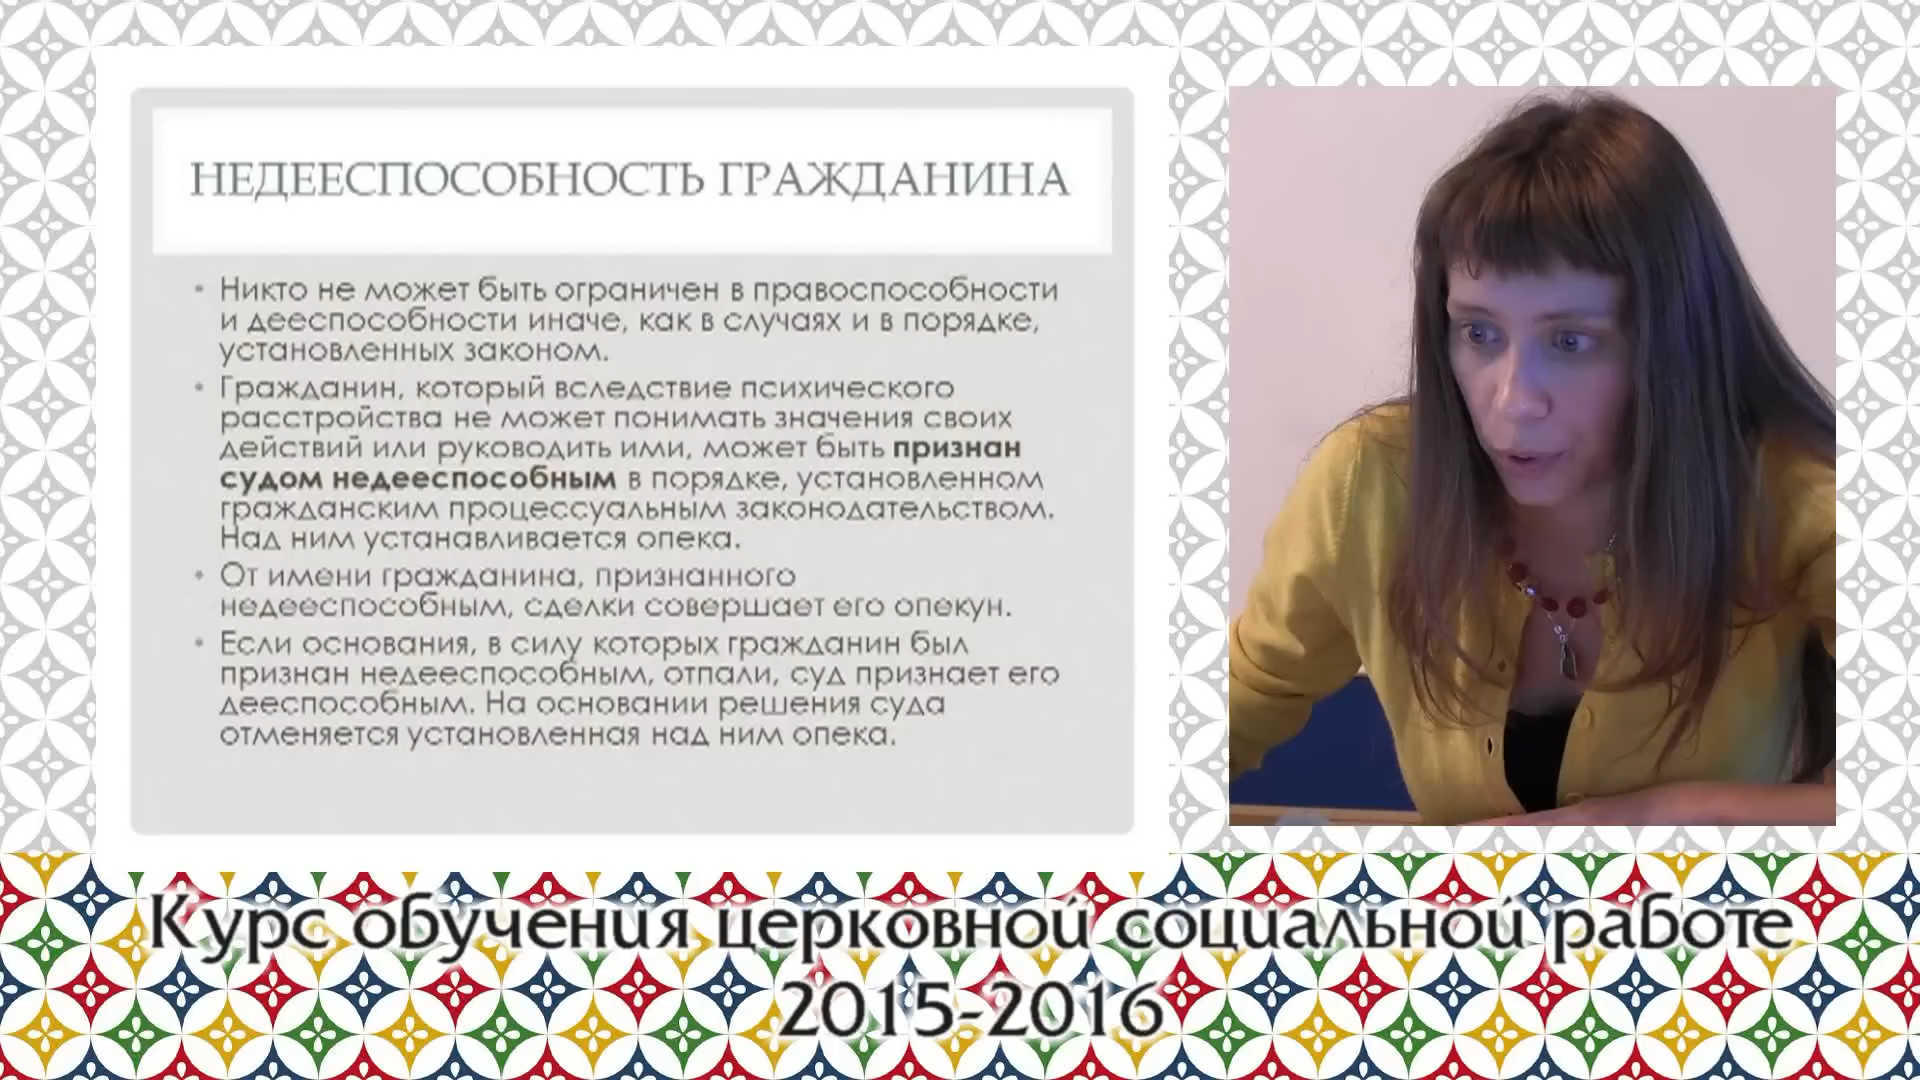 НЕДЕЕСПОСОБНОСТЬ ГРАЖДАНИНА
• Никто не может быть ограничен в правоспособности
и дееспособности иначе, как в случаях и в порядке,
установленных законом.
• Гражданин, который вследствие психического
расстройства не может понимать значения своих
действий или руководить ими, может быть признан
судом недееспособным в порядке, установленном
гражданским процессуальным законодательством.
Над ним устанавливается опека.
• От имени гражданина, признанного
недееспособным, сделки совершает его опекун.
• Если основания, в силу которых гражданин был
признан недееспособным, отпали, суд признает его
дееспособным. На основании решения суда
отменяется установленная над ним опека.
Курс обучения церковной социальной работе
2015-2016